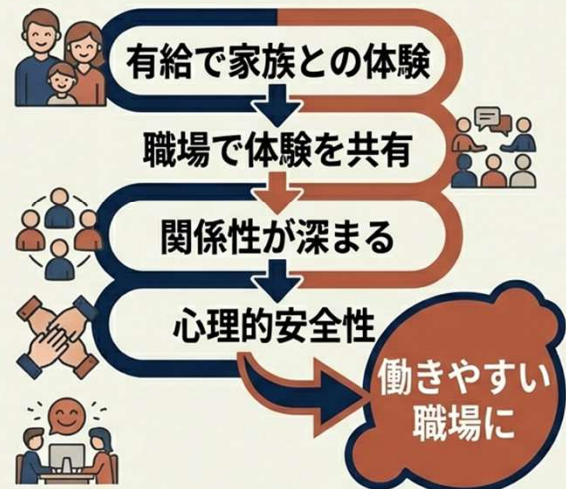 有給で家族との体験
職場で体験を共有
関係性が深まる
心理的安全性
働きやすい
職場に